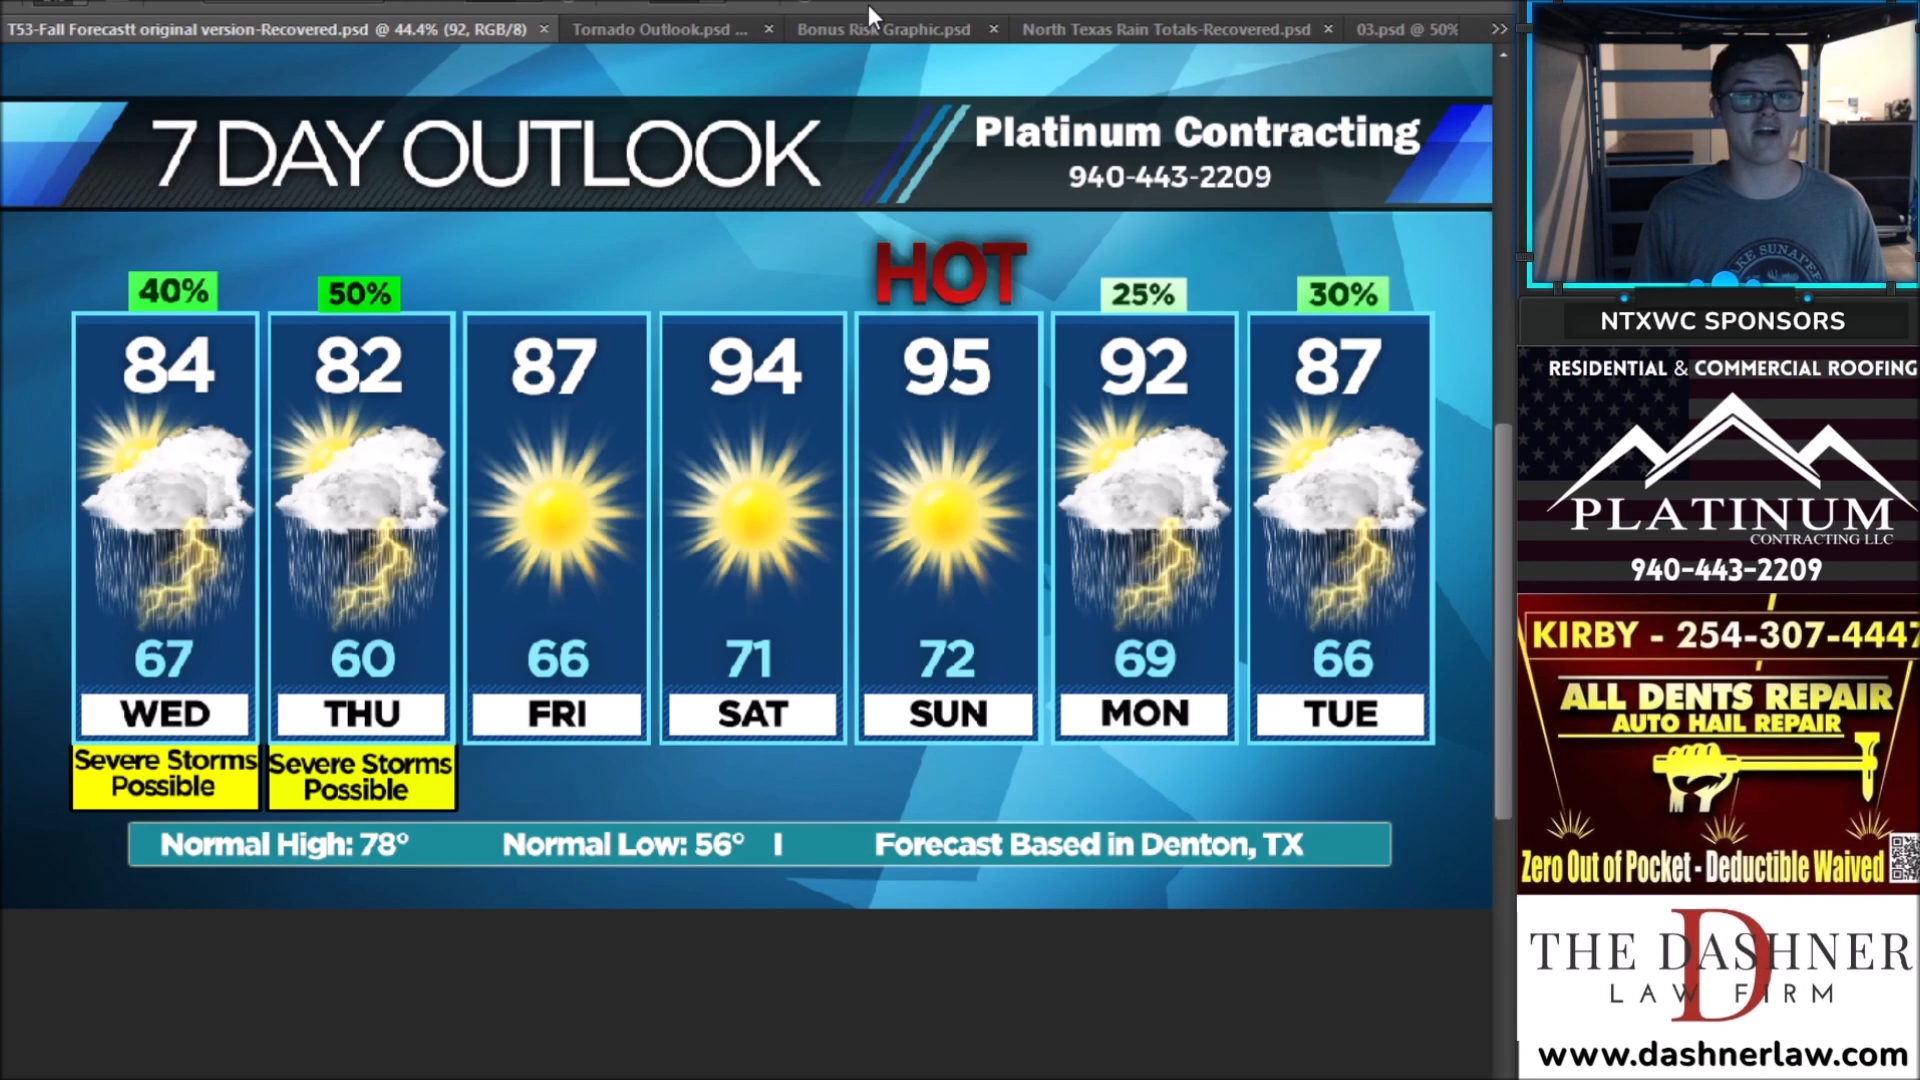 T53-Fall Forecastt original version-Recovered.psd @ 44.4% (92, RGB/8) ×
Tornado Outlook.psd ... ×
Bonus Risk Graphic.psd ×
North Texas Rain Totals-Recovered.psd ×
03.psd @ 50%
>>
7 DAY OUTLOOK
Platinum Contracting
940-443-2209
HOT
40%
50%
25%
30%
84
82
87
94
95
92
87
67
60
66
71
72
69
66
WED
THU
FRI
SAT
SUN
MON
TUE
Severe Storms
Possible
Severe Storms
Possible
Normal High: 78°
Normal Low: 56° |
Forecast Based in Denton, TX
NTXWC SPONSORS
RESIDENTIAL & COMMERCIAL ROOFING
PLATINUM
CONTRACTING LLC
940-443-2209
KIRBY - 254-307-4447
ALL DENTS REPAIR
AUTO HAIL REPAIR
Zero Out of Pocket - Deductible Waived
THE DASHNER
LAW FIRM
www.dashnerlaw.com